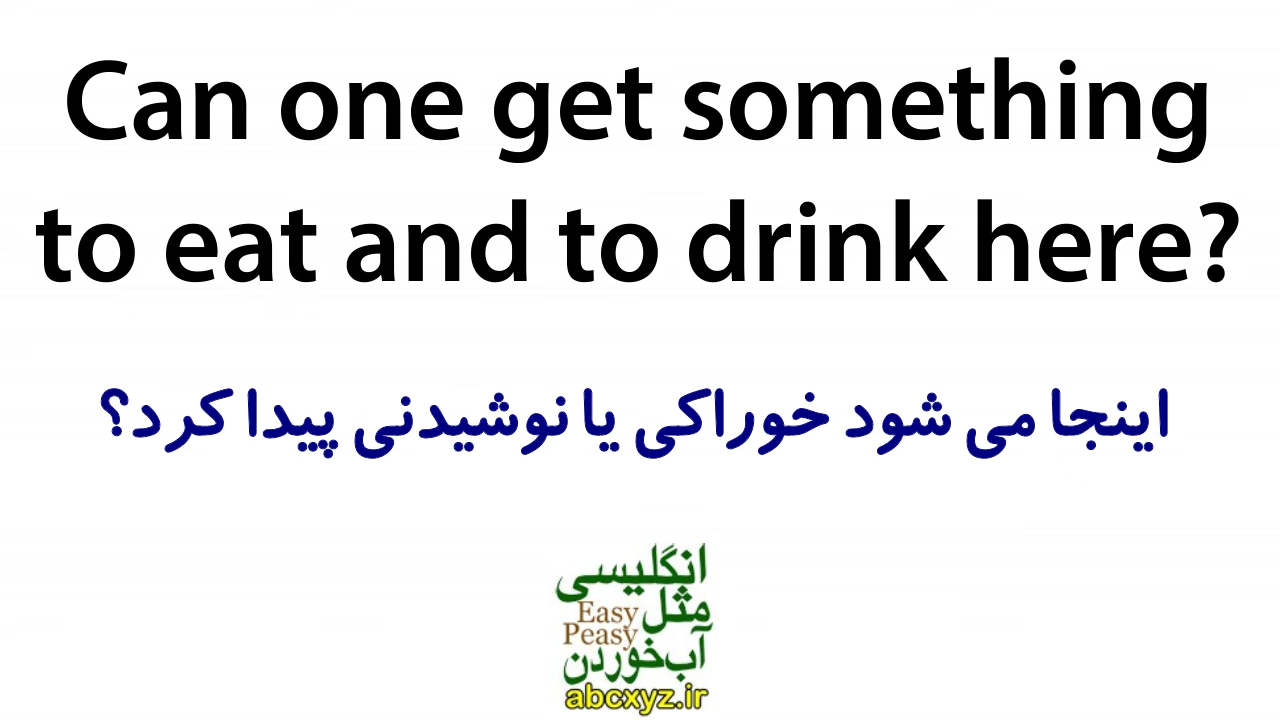 Can one get something
to eat and to drink here?
اینجا می شود خوراکی یا نوشیدنی پیدا کرد؟
انگلیسی
مثل
Easy
Peasy
آب خوردن
abcxyz.ir